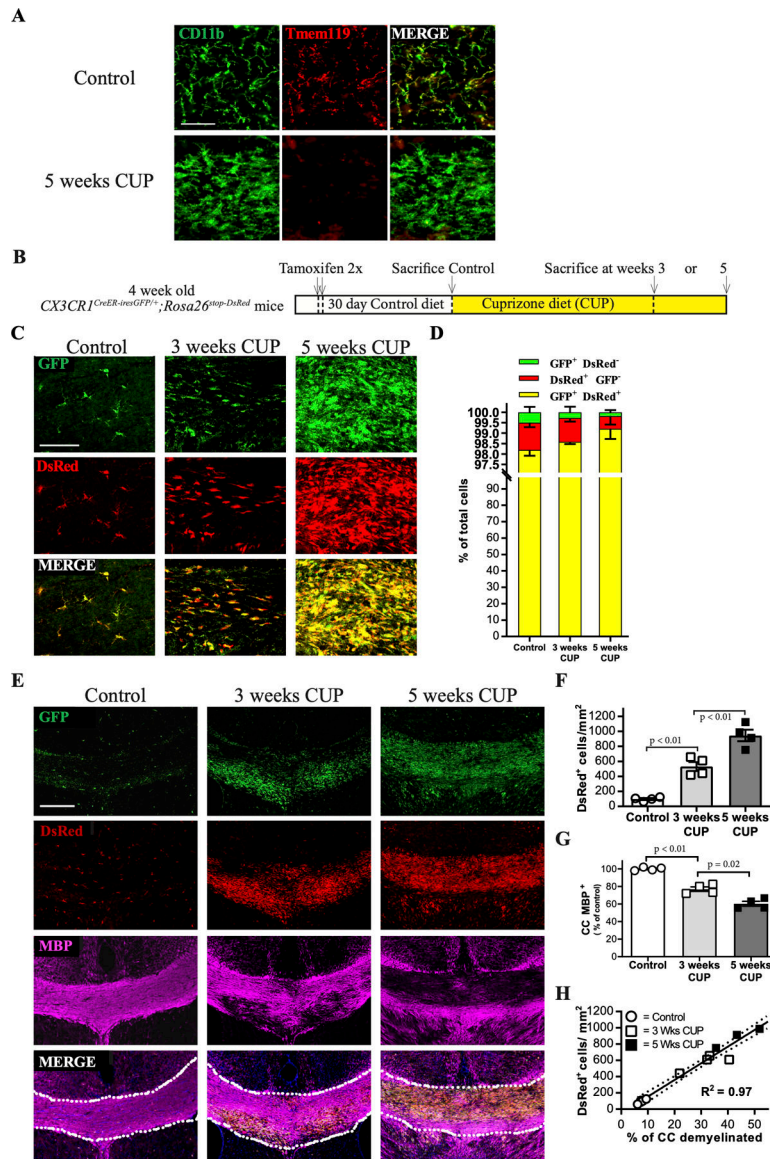 A
CD11b Tmem119 MERGE
Control
5 weeks CUP
B
Tamoxifen 2x Sacrifice Control Sacrifice at weeks 3 or 5
4 week old
CX3CR1CreER-iresGFP/+;Rosa26stop-DsRed mice
30 day Control diet Cuprizone diet (CUP)
C
Control 3 weeks CUP 5 weeks CUP
GFP
DsRed
MERGE
D
GFP+ DsRed-
DsRed+ GFP-
GFP+ DsRed+
100.0
99.5
99.0
98.5
98.0
97.5
90
80
70
60
50
40
30
20
10
0
% of total cells
Control 3 weeks CUP 5 weeks CUP
E
Control 3 weeks CUP 5 weeks CUP
GFP
DsRed
MBP
MERGE
F
DsRed+ cells/mm2
1200
1000
800
600
400
200
0
p < 0.01
p < 0.01
Control 3 weeks CUP 5 weeks CUP
G
CC MBP+
(% of control)
100
80
60
40
20
0
p < 0.01
p = 0.02
Control 3 weeks CUP 5 weeks CUP
H
DsRed+ cells/ mm2
1200
1000
800
600
400
200
0
= Control
= 3 Wks CUP
= 5 Wks CUP
R2 = 0.97
0 10 20 30 40 50
% of CC demyelinated